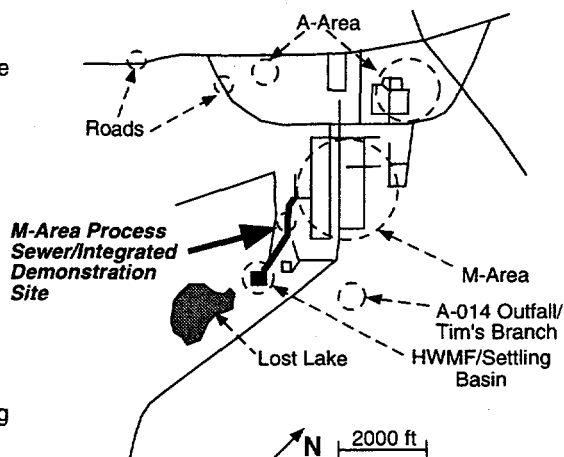 A-Area
e
Roads
M-Area Process
Sewer/Integrated
Demonstration
Site
M-Area
A-014 Outfall/
Tim's Branch
HWMF/Settling
Basin
Lost Lake
g
N
2000 ft